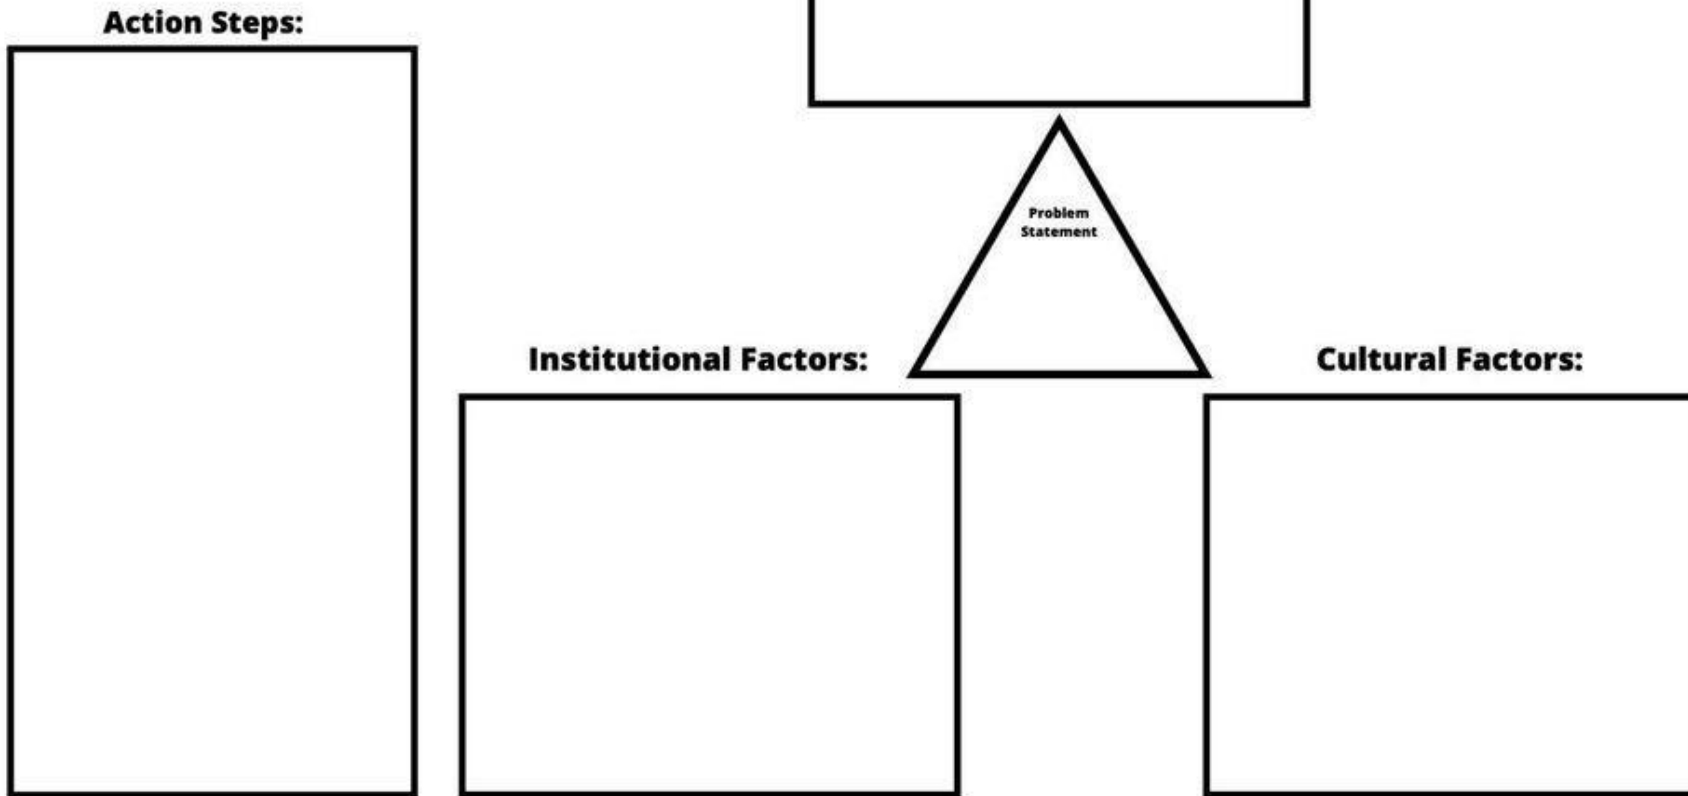 Action Steps:
Problem
Statement
Institutional Factors:
Cultural Factors: